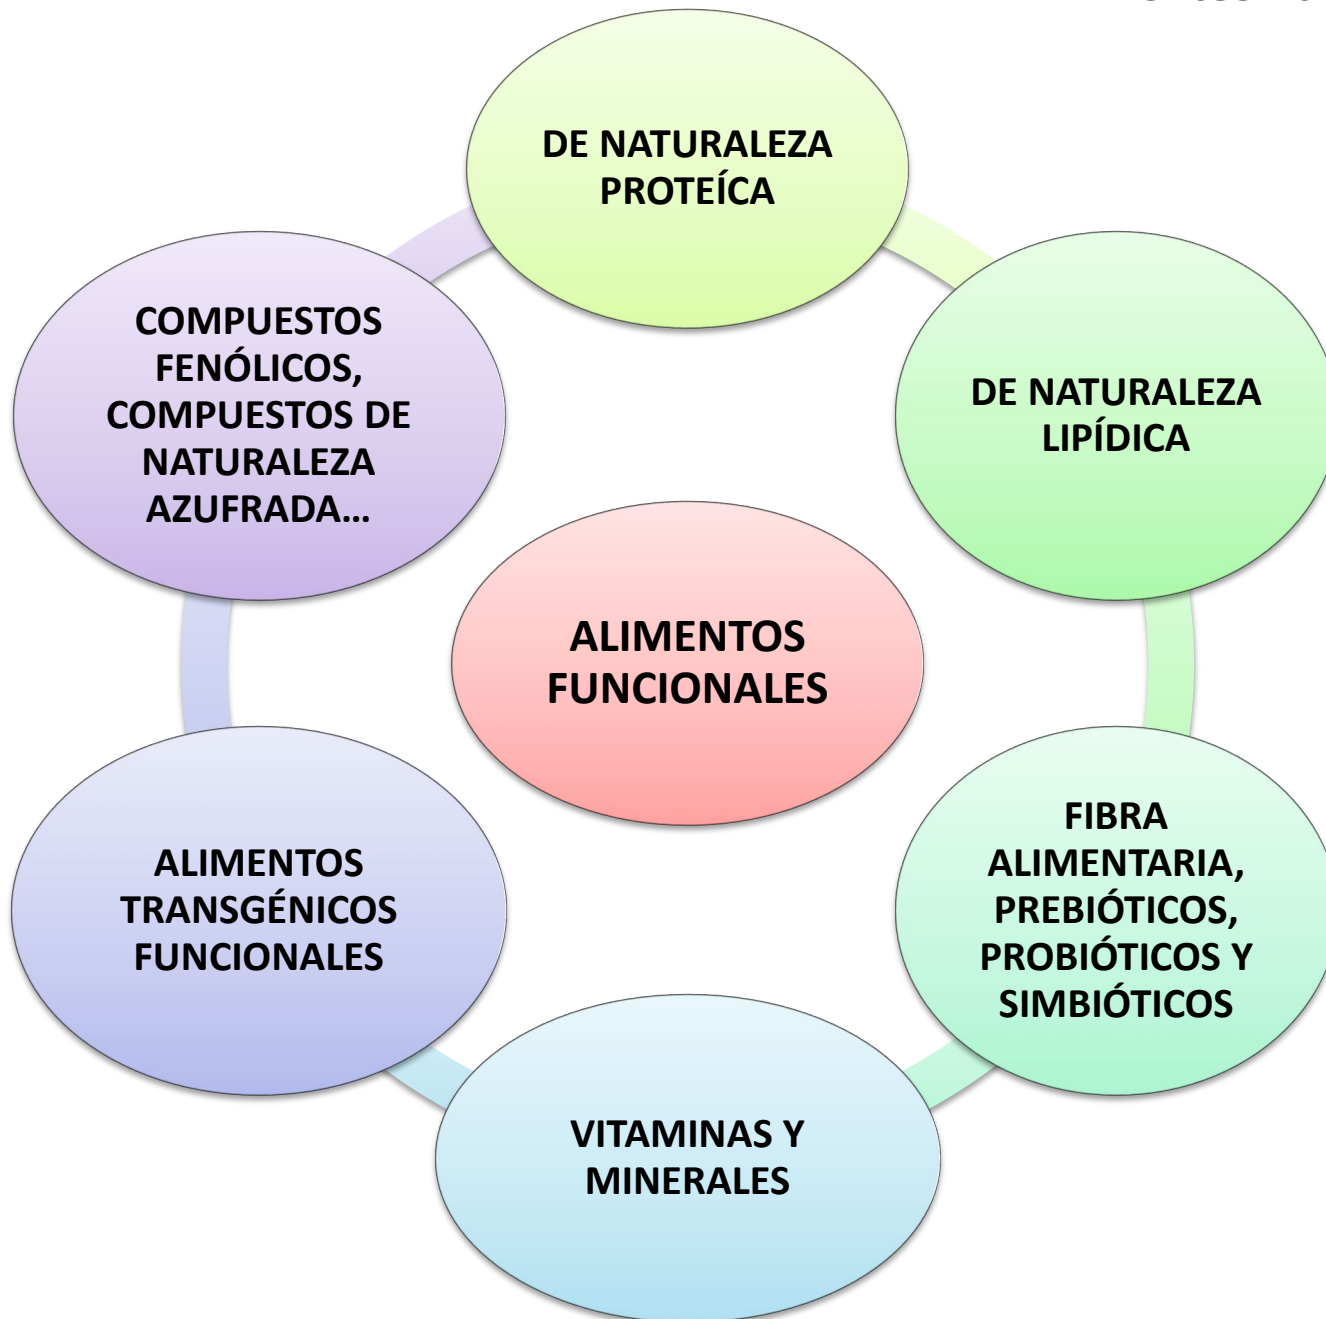 DE NATURALEZA
PROTEÍCA
DE NATURALEZA
LIPÍDICA
FIBRA
ALIMENTARIA,
PREBIÓTICOS,
PROBIÓTICOS Y
SIMBIÓTICOS
VITAMINAS Y
MINERALES
ALIMENTOS
TRANSGÉNICOS
FUNCIONALES
COMPUESTOS
FENÓLICOS,
COMPUESTOS DE
NATURALEZA
AZUFRADA...
ALIMENTOS
FUNCIONALES